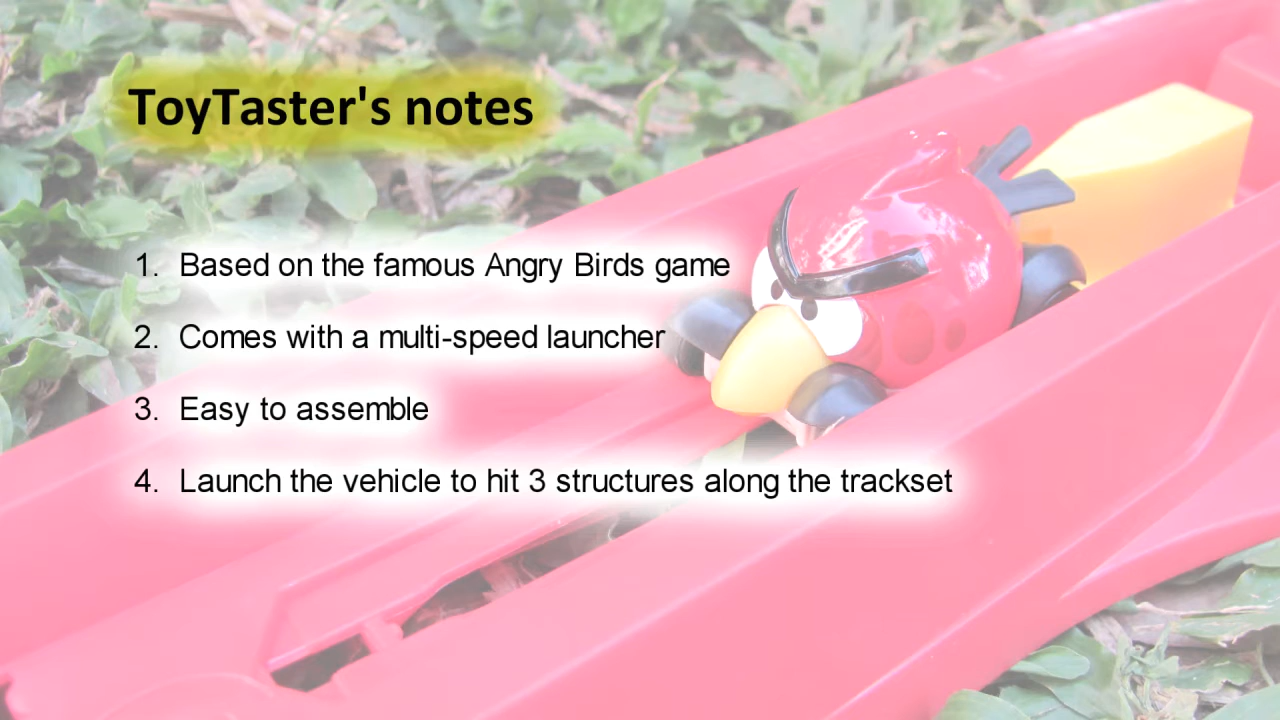 ToyTaster's notes
1. Based on the famous Angry Birds game
2. Comes with a multi-speed launcher
3. Easy to assemble
4. Launch the vehicle to hit 3 structures along the trackset